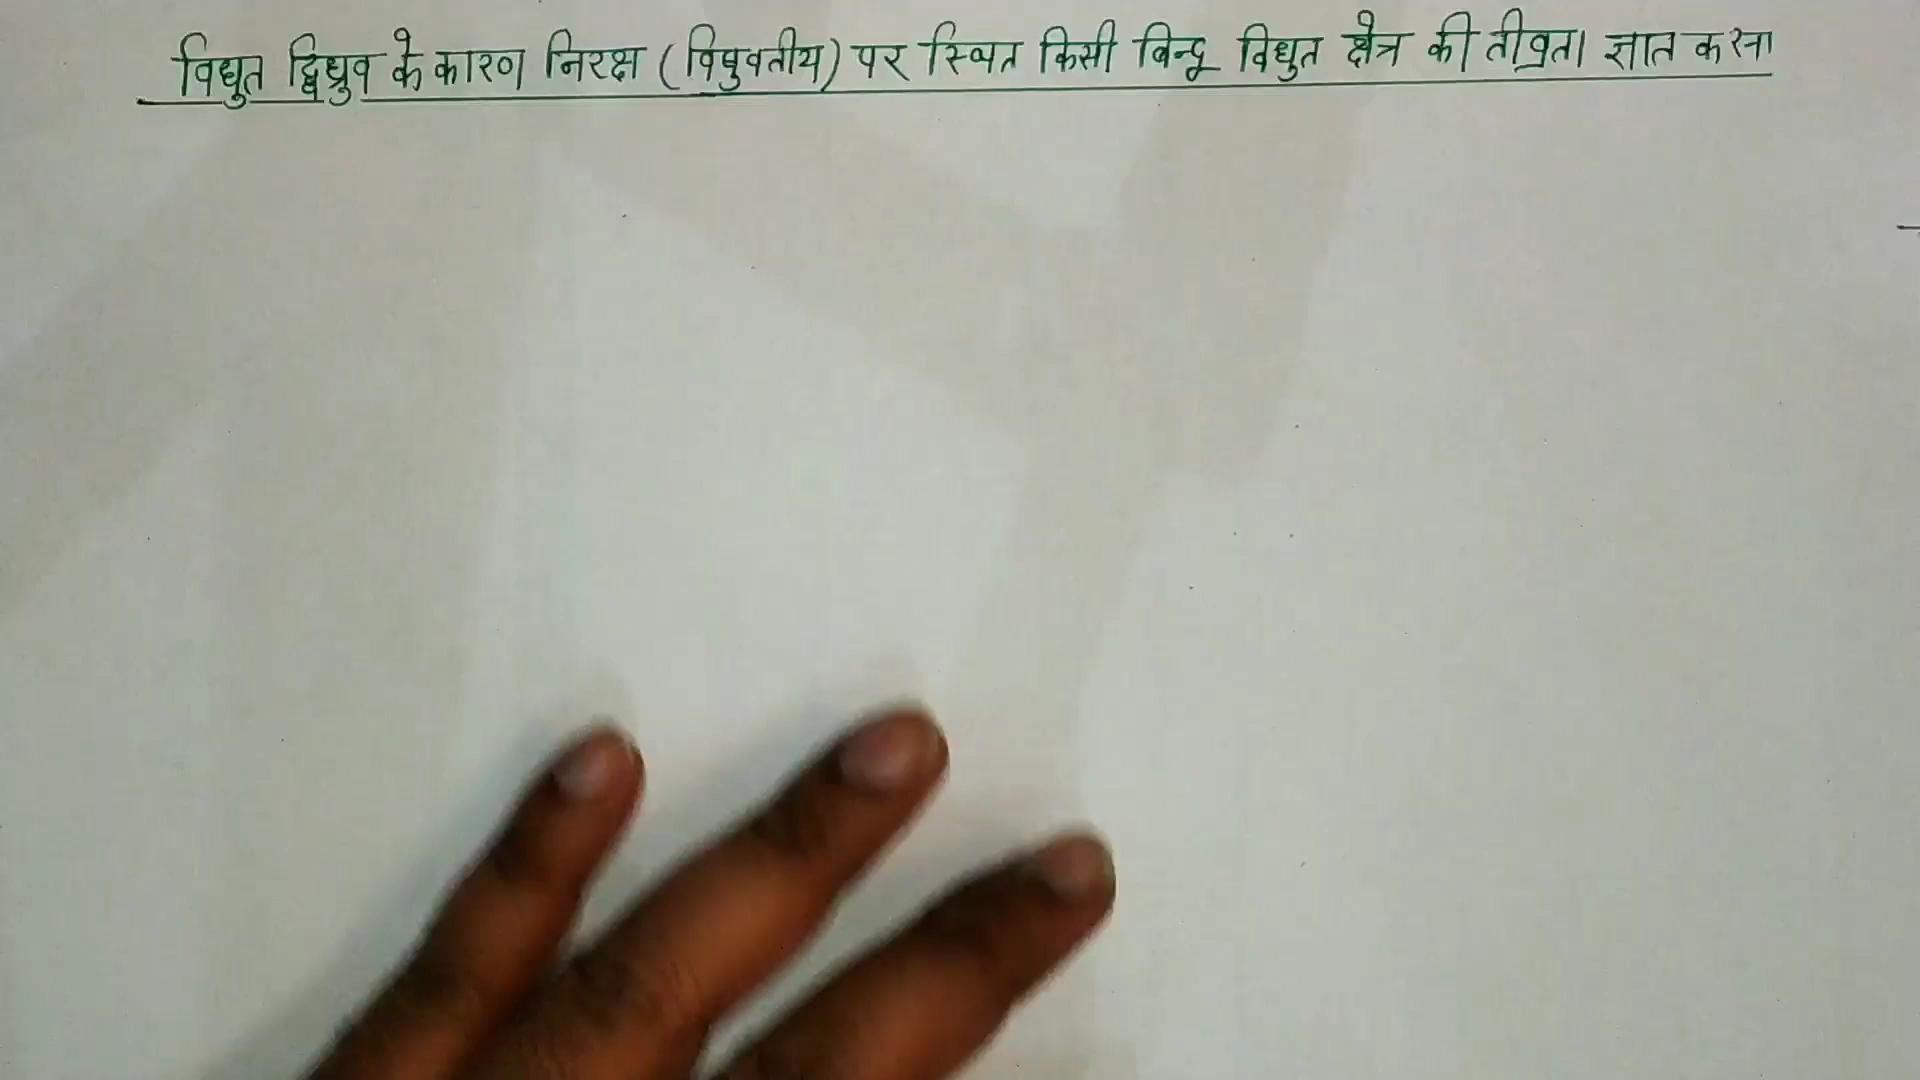 विधुत द्विध्रुव के कारण निरक्ष (विषुवतीय) पर स्थित किसी बिन्दू विधुत क्षेत्र की तीव्रता ज्ञात करना